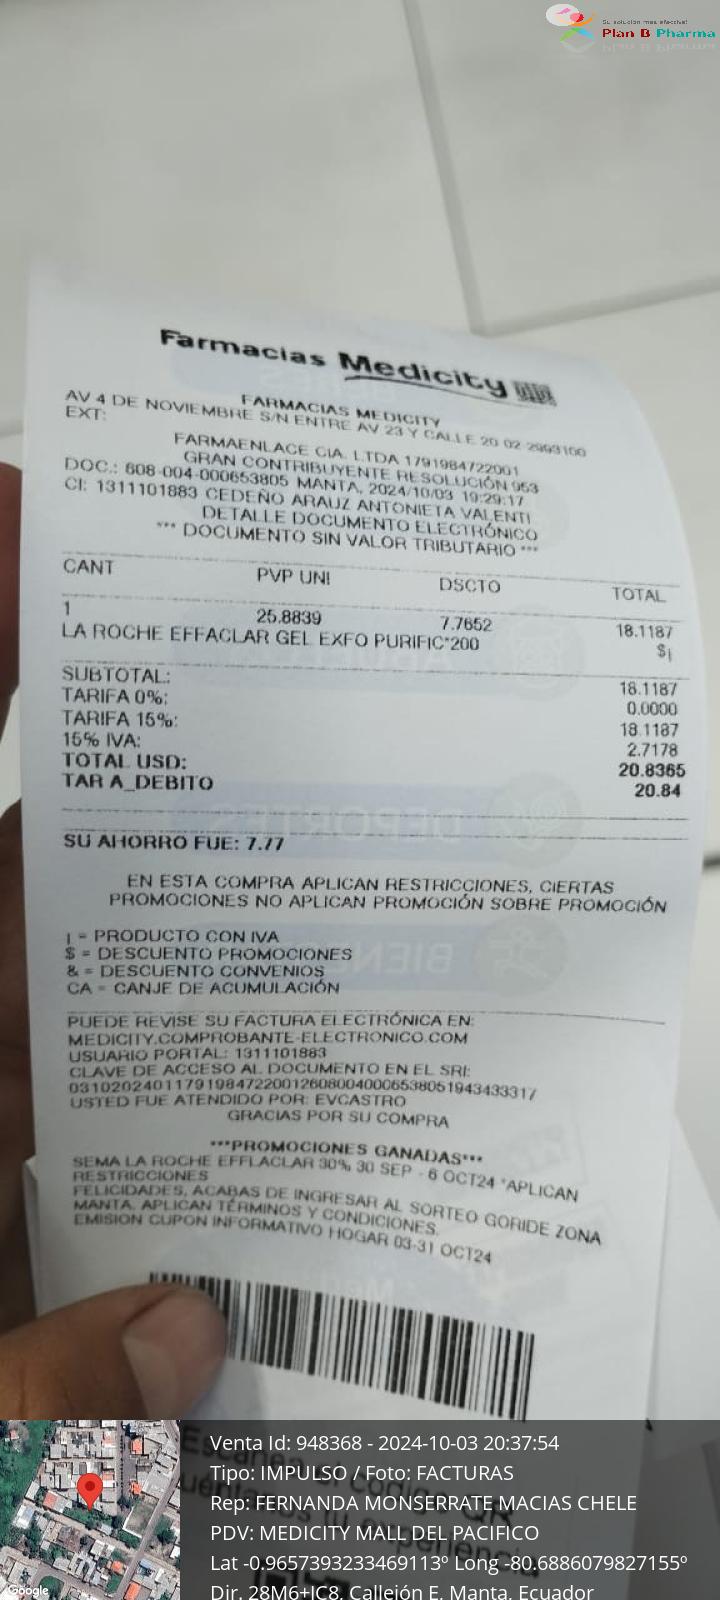 Su solución más efectiva!
Plan B Pharma
Farmacias Medicity
FARMACIAS MEDICITY
AV 4 DE NOVIEMBRE S/N ENTRE AV 23 Y CALLE 20 02-2993100
EXT:
FARMAENLACE CIA. LTDA 1791984722001
GRAN CONTRIBUYENTE RESOLUCIÓN 953
DOC.: 608-004-000653805 MANTA, 2024/10/03 19:29:17
CI: 1311101883 CEDEÑO ARAUZ ANTONIETA VALENTI
DETALLE DOCUMENTO ELECTRÓNICO
*** DOCUMENTO SIN VALOR TRIBUTARIO ***
CANT PVP UNI DSCTO TOTAL
1 25.8839 7.7652 18.1187
LA ROCHE EFFACLAR GEL EXFO PURIFIC*200 $¡
SUBTOTAL: 18.1187
TARIFA 0%: 0.0000
TARIFA 15%: 18.1187
15% IVA: 2.7178
TOTAL USD: 20.8365
TAR A_DEBITO 20.84
SU AHORRO FUE: 7.77
EN ESTA COMPRA APLICAN RESTRICCIONES, CIERTAS
PROMOCIONES NO APLICAN PROMOCIÓN SOBRE PROMOCIÓN
¡ = PRODUCTO CON IVA
$ = DESCUENTO PROMOCIONES
& = DESCUENTO CONVENIOS
CA = CANJE DE ACUMULACIÓN
PUEDE REVISE SU FACTURA ELECTRÓNICA EN:
MEDICITY.COMPROBANTE-ELECTRONICO.COM
USUARIO PORTAL: 1311101883
CLAVE DE ACCESO AL DOCUMENTO EN EL SRI:
0310202401179198472200126080040006538051943433317
USTED FUE ATENDIDO POR: EVCASTRO
GRACIAS POR SU COMPRA
***PROMOCIONES GANADAS***
SEMA LA ROCHE EFFLACLAR 30% 30 SEP - 6 OCT24 *APLICAN
RESTRICCIONES
FELICIDADES, ACABAS DE INGRESAR AL SORTEO GORIDE ZONA
MANTA. APLICAN TÉRMINOS Y CONDICIONES.
EMISION CUPON INFORMATIVO HOGAR 03-31 OCT24
Escanea el código QR
tu experiencia
Venta Id: 948368 - 2024-10-03 20:37:54
Tipo: IMPULSO / Foto: FACTURAS
Rep: FERNANDA MONSERRATE MACIAS CHELE
PDV: MEDICITY MALL DEL PACIFICO
Lat -0.9657393233469113º Long -80.6886079827155º
Dir. 28M6+JC8, Callejón E, Manta, Ecuador
Google